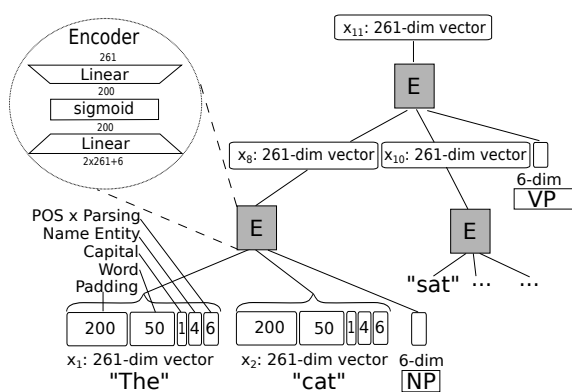 x11: 261-dim vector
Encoder
261
Linear
200
sigmoid
200
Linear
2x261+6
E
x8: 261-dim vector
x10: 261-dim vector
6-dim
VP
E
E
POS x Parsing
Name Entity
Capital
Word
Padding
"sat" ... ...
200 50 1 4 6
200 50 1 4 6
x1: 261-dim vector
x2: 261-dim vector
6-dim
"The"
"cat"
NP